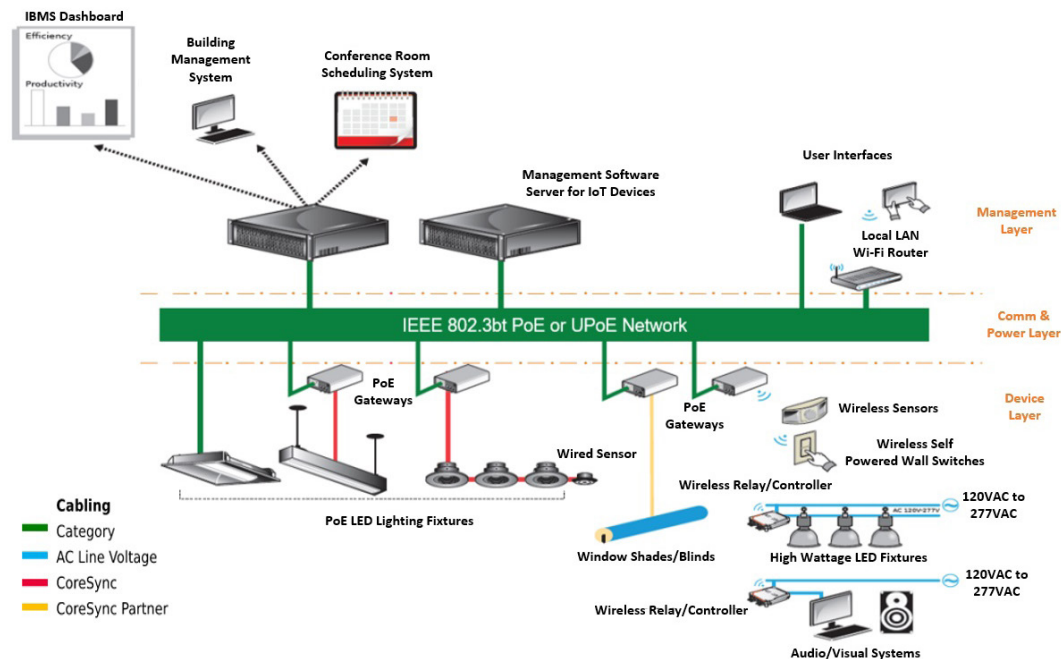 IBMS Dashboard
Efficiency
Productivity
Building
Management
System
Conference Room
Scheduling System
Management Software
Server for IoT Devices
User Interfaces
Local LAN
Wi-Fi Router
Management
Layer
IEEE 802.3bt PoE or UPoE Network
Comm &
Power Layer
PoE
Gateways
PoE
Gateways
Device
Layer
Wireless Sensors
Wireless Self
Powered Wall Switches
Wired Sensor
PoE LED Lighting Fixtures
Window Shades/Blinds
Wireless Relay/Controller
AC 120V-277V
120VAC to
277VAC
High Wattage LED Fixtures
120VAC to
277VAC
Wireless Relay/Controller
Audio/Visual Systems
Cabling
Category
AC Line Voltage
CoreSync
CoreSync Partner